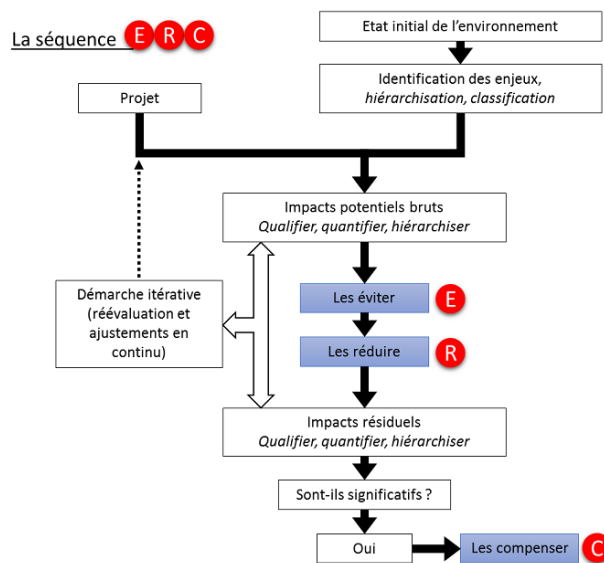 La séquence E R C
Etat initial de l'environnement
Identification des enjeux,
hiérarchisation, classification
Projet
Impacts potentiels bruts
Qualifier, quantifier, hiérarchiser
Démarche itérative
(réévaluation et
ajustements en
continu)
Les éviter E
Les réduire R
Impacts résiduels
Qualifier, quantifier, hiérarchiser
Sont-ils significatifs ?
Oui
Les compenser C